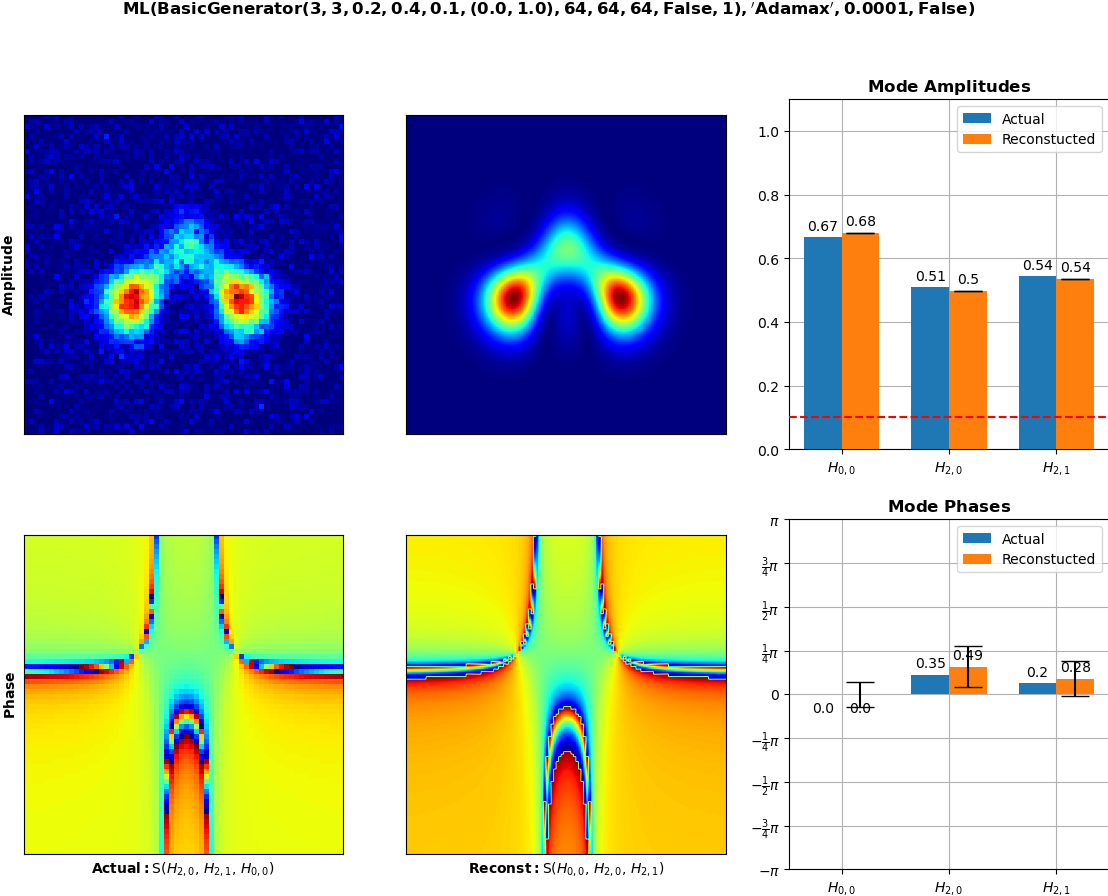 ML(BasicGenerator(3, 3, 0.2, 0.4, 0.1, (0.0, 1.0), 64, 64, 64, False, 1), ′Adamax′, 0.0001, False)
Amplitude
Mode Amplitudes
Actual
Reconstucted
1.0
0.8
0.6
0.4
0.2
0.0
0.67
0.68
0.51
0.5
0.54
0.54
H0,0
H2,0
H2,1
Phase
Actual: S(H2,0, H2,1, H0,0)
Reconst: S(H0,0, H2,0, H2,1)
Mode Phases
Actual
Reconstucted
π
3/4π
1/2π
1/4π
0
−1/4π
−1/2π
−3/4π
−π
0.0
0.0
0.35
0.49
0.2
0.28
H0,0
H2,0
H2,1